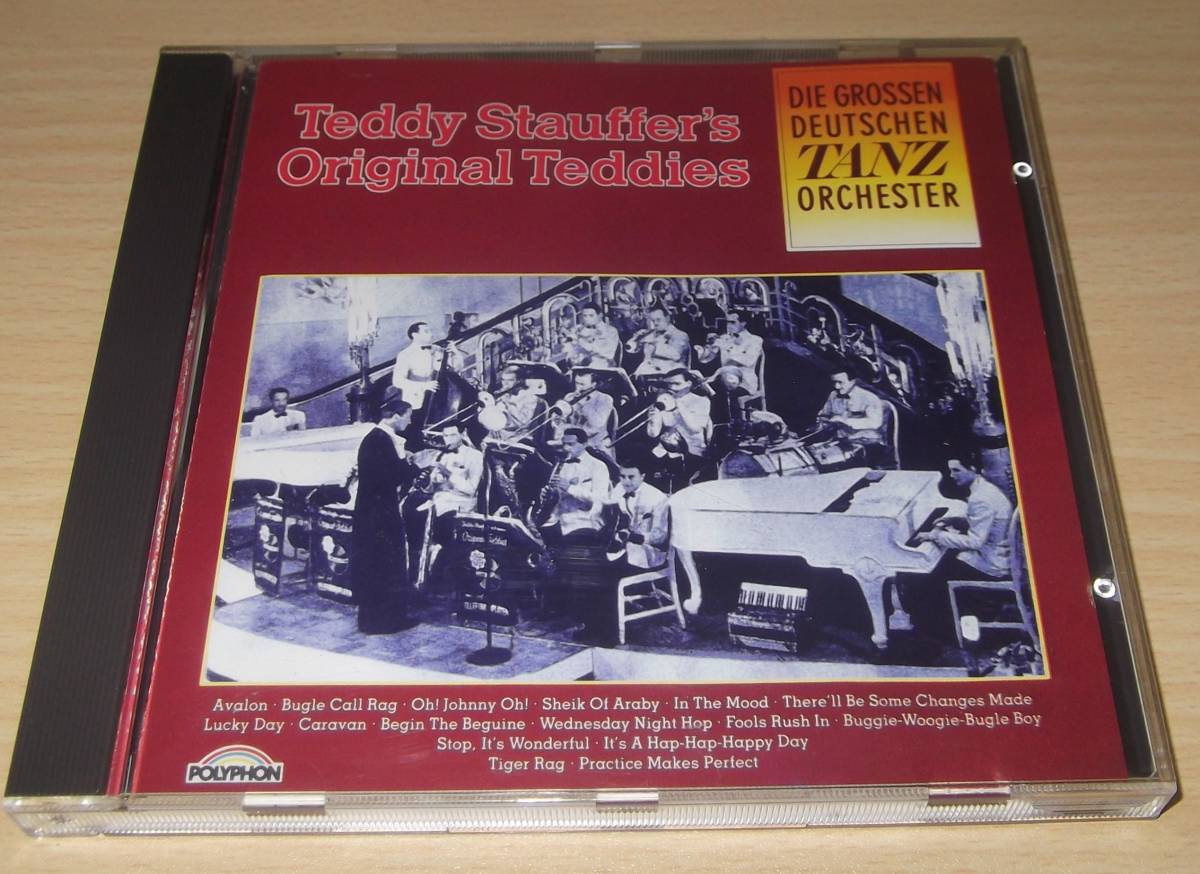 Teddy Stauffer's
Original Teddies
DIE GROSSEN
DEUTSCHEN
TANZ
ORCHESTER
Avalon · Bugle Call Rag · Oh! Johnny Oh! · Sheik Of Araby · In The Mood · There'll Be Some Changes Made
Lucky Day · Caravan · Begin The Beguine · Wednesday Night Hop · Fools Rush In · Buggie-Woogie-Bugle Boy
Stop, It's Wonderful · It's A Hap-Hap-Happy Day
Tiger Rag · Practice Makes Perfect
POLYPHON